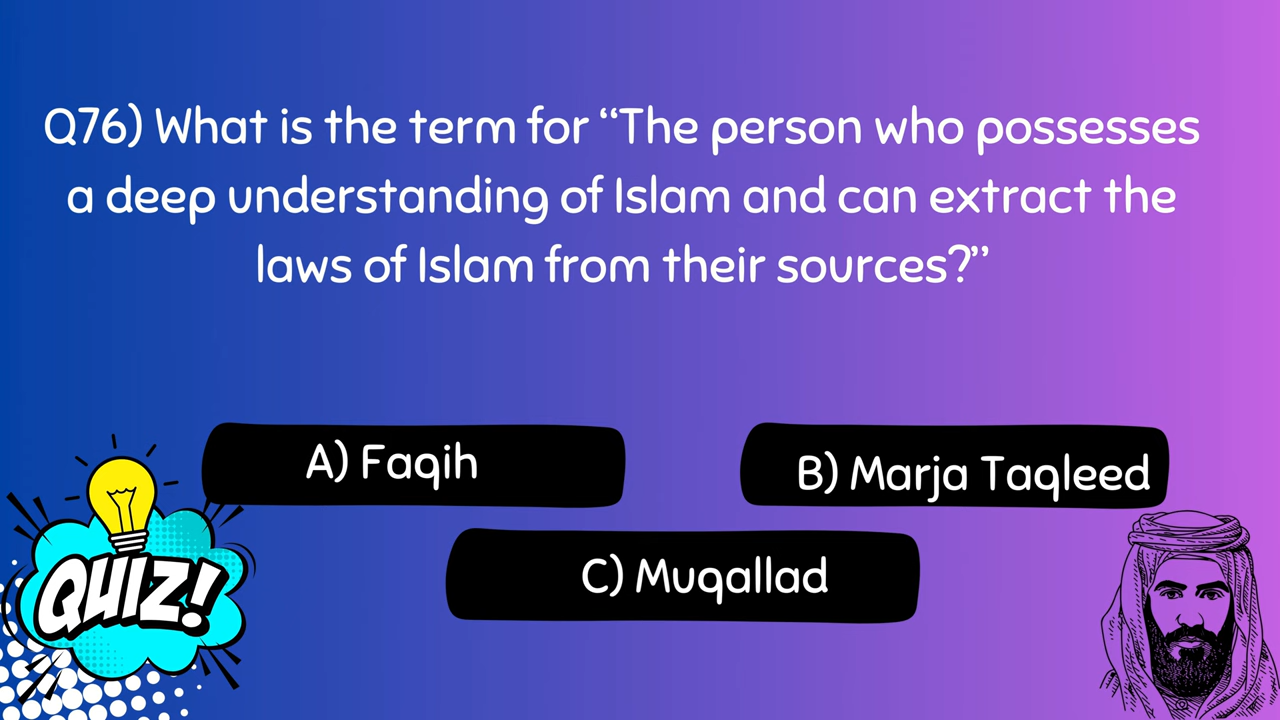 Q76) What is the term for “The person who possesses
a deep understanding of Islam and can extract the
laws of Islam from their sources?”
A) Faqih
B) Marja Taqleed
C) Muqallad
QUIZ!